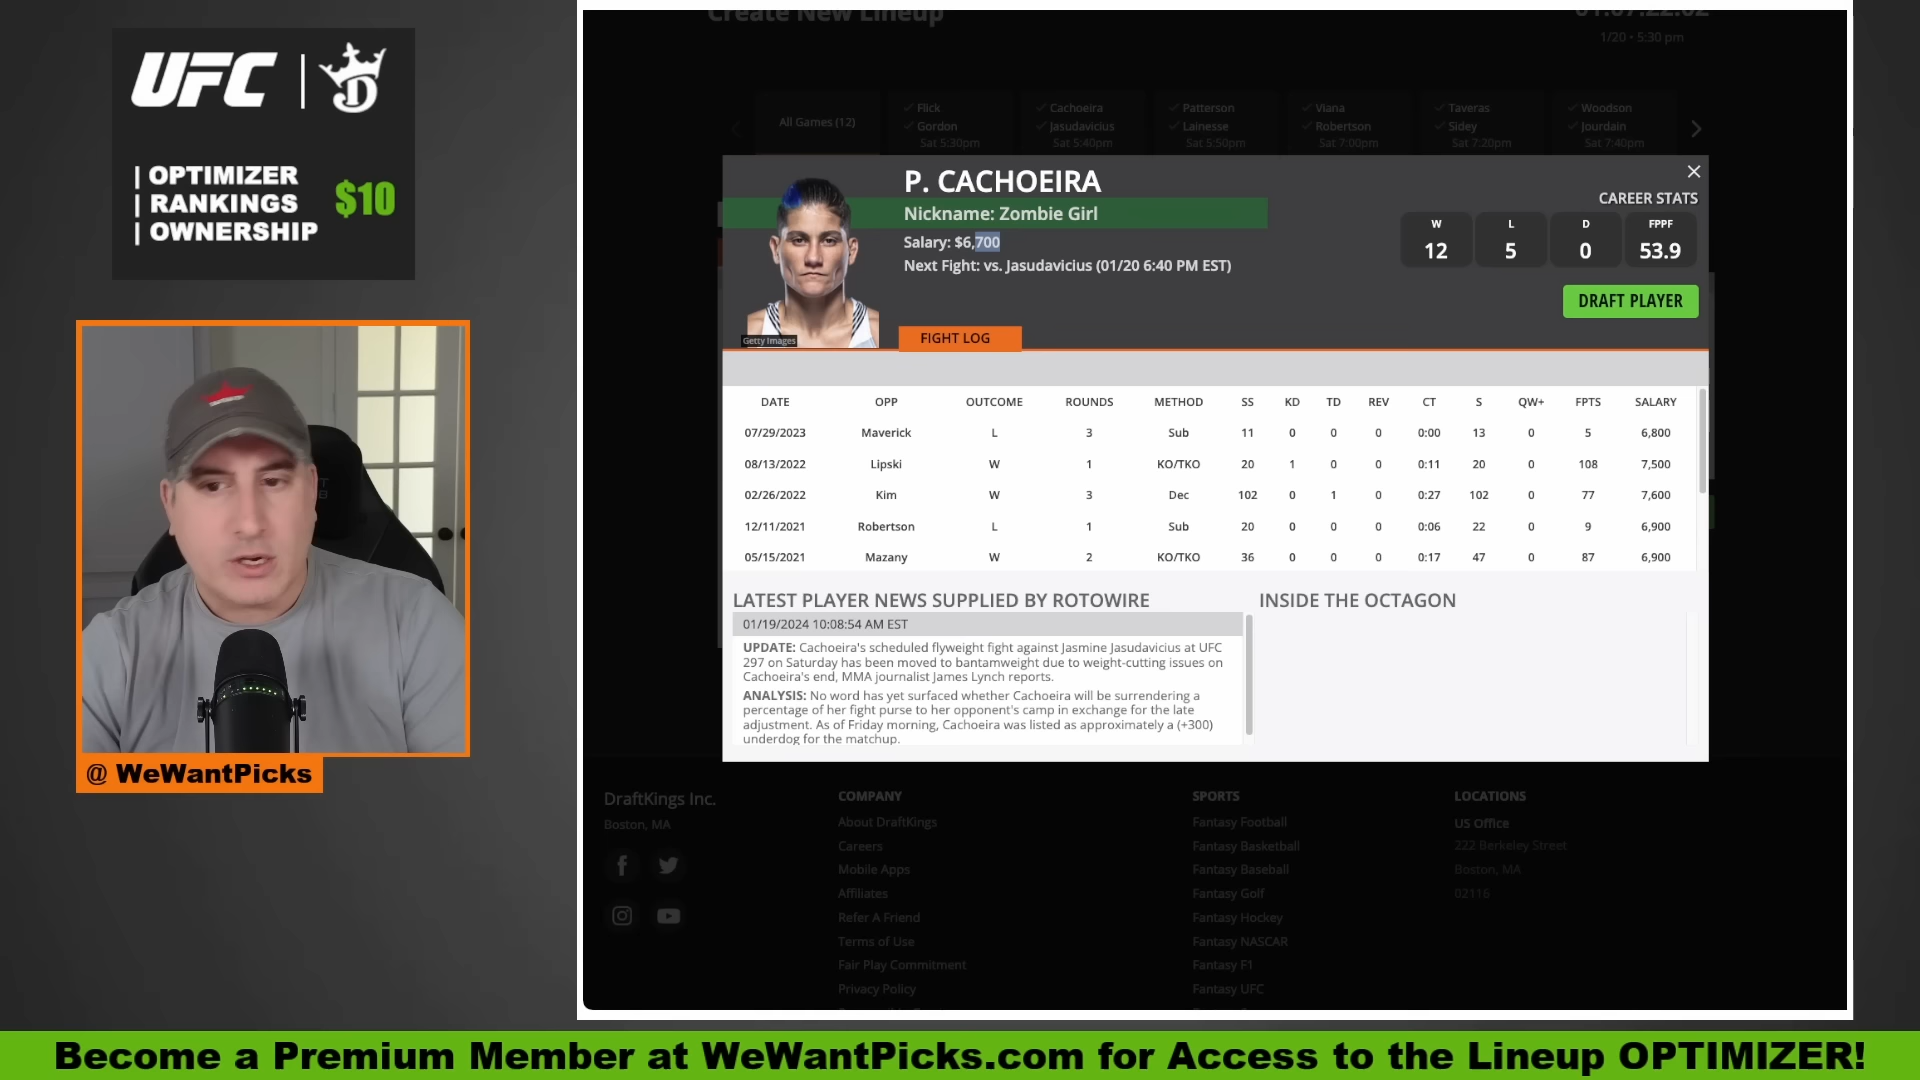 UFC
| OPTIMIZER
| RANKINGS
| OWNERSHIP
$10
@ WeWantPicks
Create New Lineup
1/20 • 5:30 pm
All Games (12)
Flick
Gordon
Sat 5:30pm
Cachoeira
Jasudavicius
Sat 5:40pm
Patterson
Lainesse
Sat 5:50pm
Viana
Robertson
Sat 7:00pm
Taveras
Sidey
Sat 7:20pm
Woodson
Jourdain
Sat 7:40pm
P. CACHOEIRA
Nickname: Zombie Girl
Salary: $6,700
Next Fight: vs. Jasudavicius (01/20 6:40 PM EST)
Getty Images
CAREER STATS
W L D FPPF
12 5 0 53.9
DRAFT PLAYER
FIGHT LOG
DATE OPP OUTCOME ROUNDS METHOD SS KD TD REV CT S QW+ FPTS SALARY
07/29/2023 Maverick L 3 Sub 11 0 0 0 0:00 13 0 5 6,800
08/13/2022 Lipski W 1 KO/TKO 20 1 0 0 0:11 20 0 108 7,500
02/26/2022 Kim W 3 Dec 102 0 1 0 0:27 102 0 77 7,600
12/11/2021 Robertson L 1 Sub 20 0 0 0 0:06 22 0 9 6,900
05/15/2021 Mazany W 2 KO/TKO 36 0 0 0 0:17 47 0 87 6,900
LATEST PLAYER NEWS SUPPLIED BY ROTOWIRE
01/19/2024 10:08:54 AM EST
UPDATE: Cachoeira's scheduled flyweight fight against Jasmine Jasudavicius at UFC
297 on Saturday has been moved to bantamweight due to weight-cutting issues on
Cachoeira's end, MMA journalist James Lynch reports.
ANALYSIS: No word has yet surfaced whether Cachoeira will be surrendering a
percentage of her fight purse to her opponent's camp in exchange for the late
adjustment. As of Friday morning, Cachoeira was listed as approximately a (+300)
underdog for the matchup.
INSIDE THE OCTAGON
DraftKings Inc.
Boston, MA
COMPANY
About DraftKings
Careers
Mobile Apps
Affiliates
Refer A Friend
Terms of Use
Fair Play Commitment
Privacy Policy
SPORTS
Fantasy Football
Fantasy Basketball
Fantasy Baseball
Fantasy Golf
Fantasy Hockey
Fantasy NASCAR
Fantasy F1
Fantasy UFC
LOCATIONS
US Office
222 Berkeley Street
Boston, MA
02116
Become a Premium Member at WeWantPicks.com for Access to the Lineup OPTIMIZER!